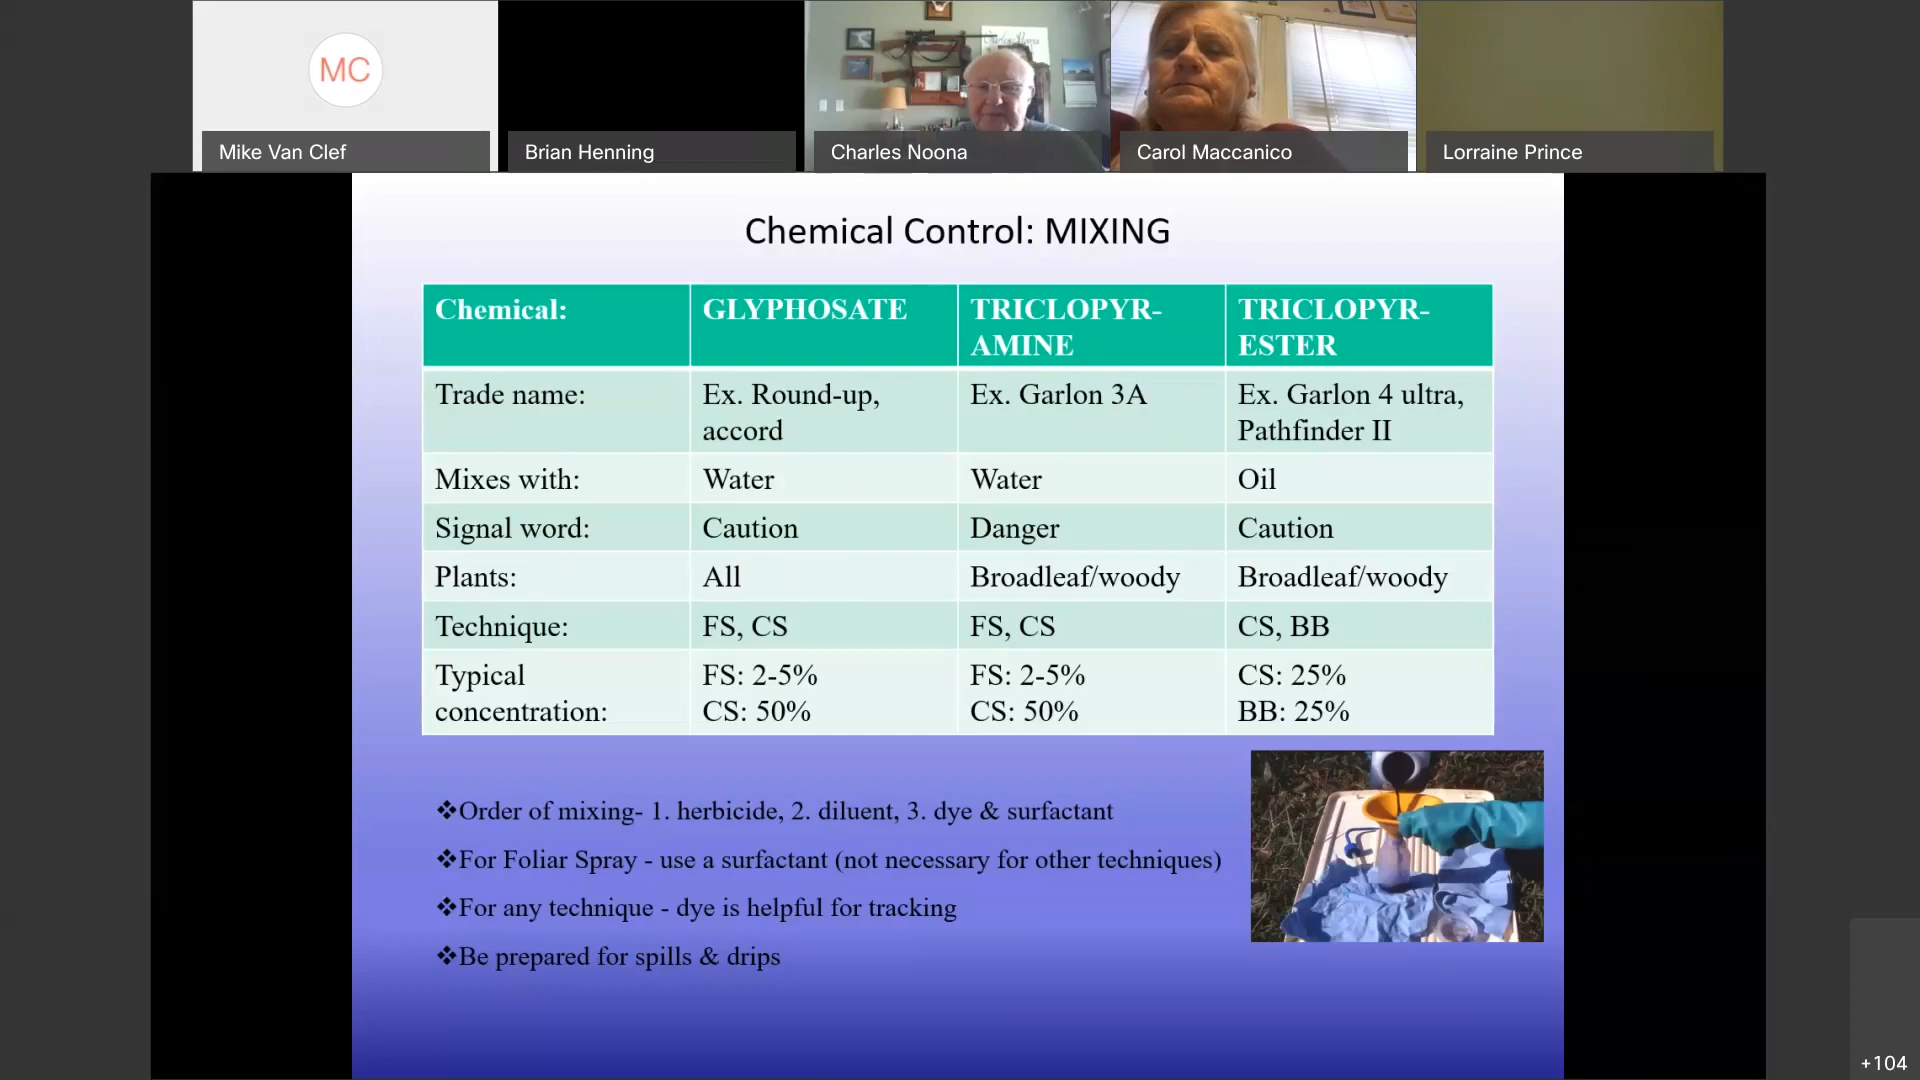 MC
Mike Van Clef
Brian Henning
Charles Noona
Carol Maccanico
Lorraine Prince
Chemical Control: MIXING
Chemical:
GLYPHOSATE
TRICLOPYR-
AMINE
TRICLOPYR-
ESTER
Trade name:
Ex. Round-up,
accord
Ex. Garlon 3A
Ex. Garlon 4 ultra,
Pathfinder II
Mixes with:
Water
Water
Oil
Signal word:
Caution
Danger
Caution
Plants:
All
Broadleaf/woody
Broadleaf/woody
Technique:
FS, CS
FS, CS
CS, BB
Typical
concentration:
FS: 2-5%
CS: 50%
FS: 2-5%
CS: 50%
CS: 25%
BB: 25%
❖Order of mixing- 1. herbicide, 2. diluent, 3. dye & surfactant
❖For Foliar Spray - use a surfactant (not necessary for other techniques)
❖For any technique - dye is helpful for tracking
❖Be prepared for spills & drips
+104